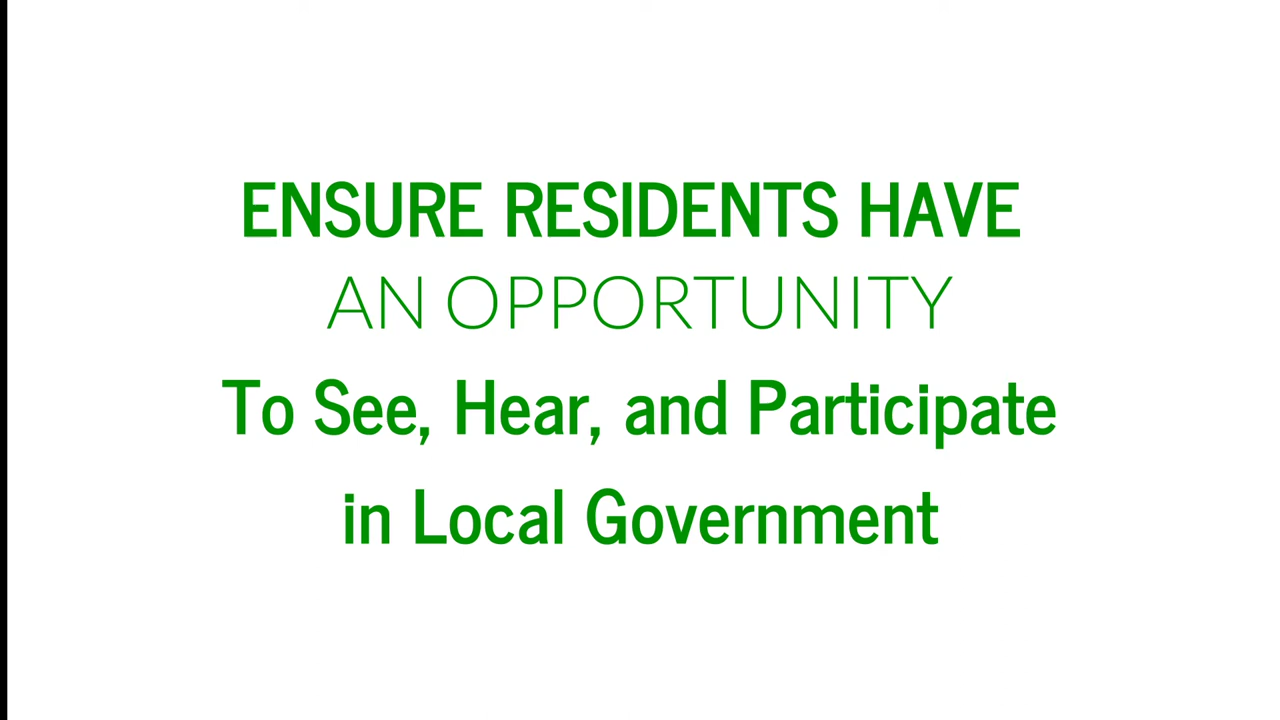 ENSURE RESIDENTS HAVE
AN OPPORTUNITY
To See, Hear, and Participate
in Local Government